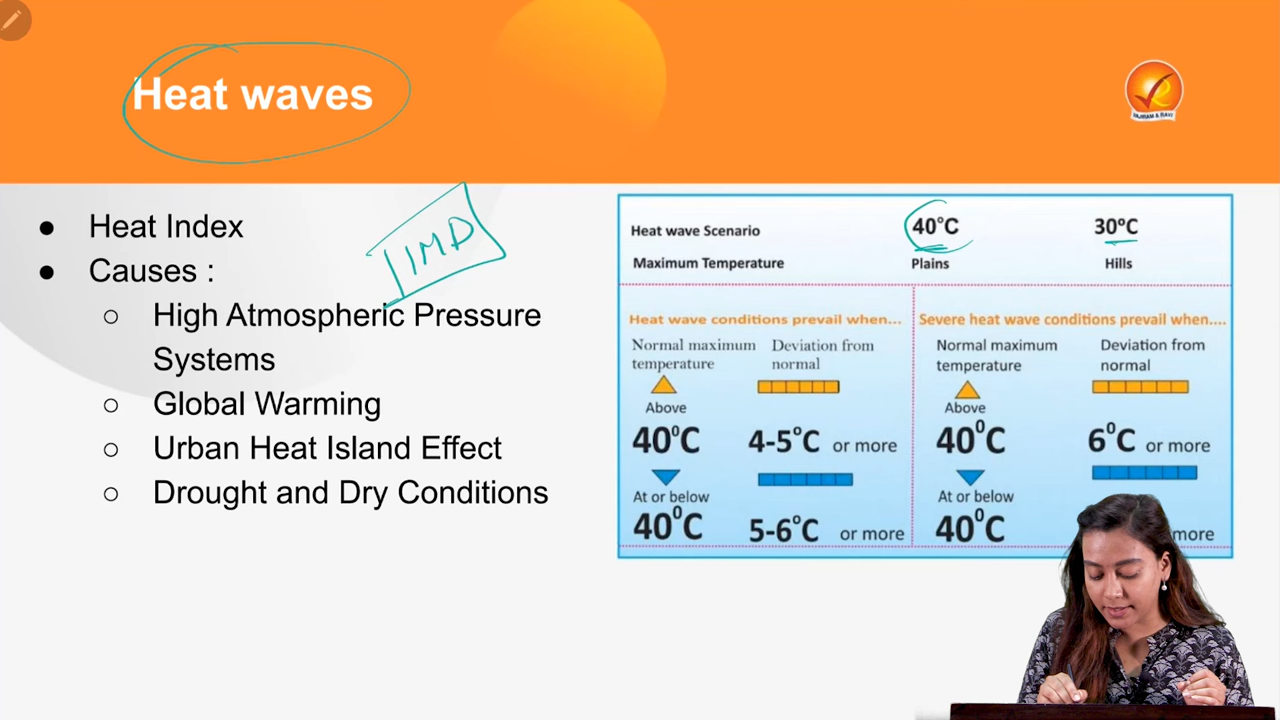 Heat waves
VAJIRAM & RAVI
IMD
● Heat Index
● Causes :
○ High Atmospheric Pressure
Systems
○ Global Warming
○ Urban Heat Island Effect
○ Drought and Dry Conditions
Heat wave Scenario 40°C 30°C
Maximum Temperature Plains Hills
Heat wave conditions prevail when...
Normal maximum Deviation from
temperature normal
Above
40°C 4-5°C or more
At or below
40°C 5-6°C or more
Severe heat wave conditions prevail when....
Normal maximum Deviation from
temperature normal
Above
40°C 6°C or more
At or below
40°C more